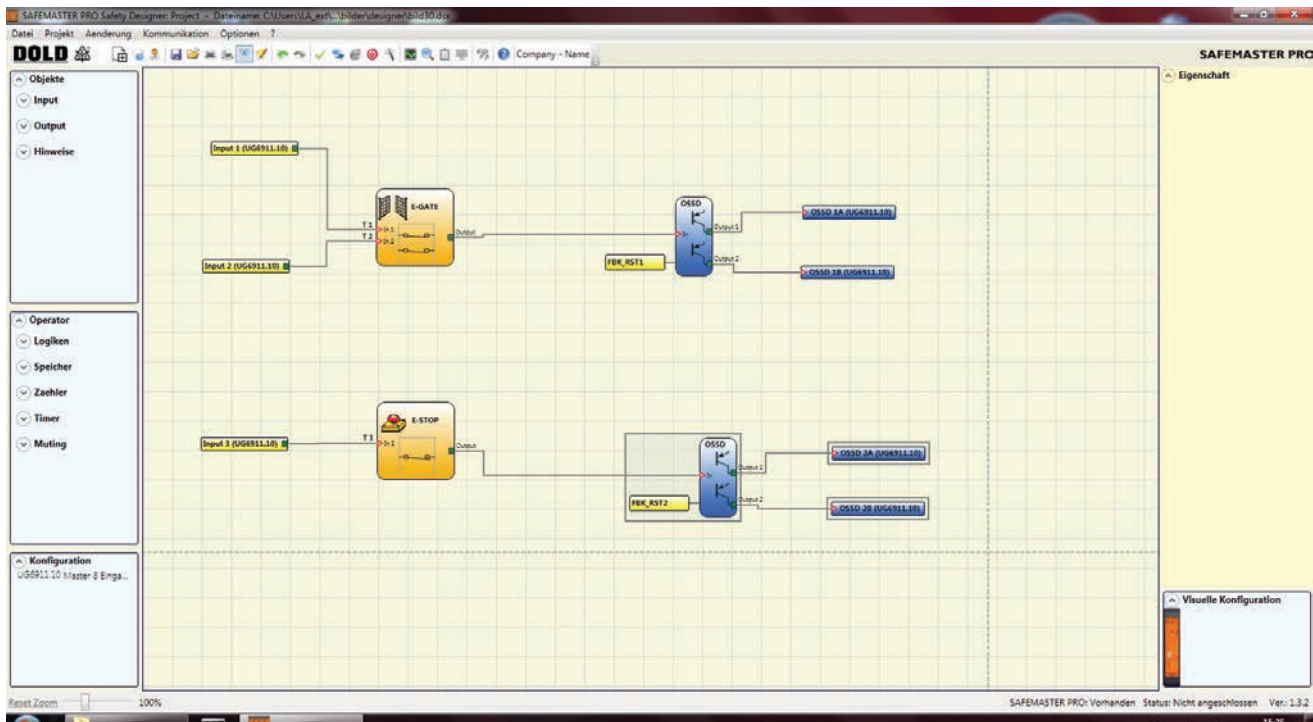 SAFEMASTER PRO Safety Designer: Project - Dateiname: C:\Users\LA_ext\...\bilder\designer\bild30.dsx
Datei Projekt Aenderung Kommunikation Optionen ?
DOLD
Company - Name
SAFEMASTER PRO
Objekte
Input
Output
Hinweise
Operator
Logiken
Speicher
Zaehler
Timer
Muting
Konfiguration
UG6911.10 Master 8 Einga...
Input 1 (UG6911.10)
Input 2 (UG6911.10)
T1
T2
E-GATE
In 1
In 2
Output
OSSD
In
Output 1
Output 2
FBK_RST1
OSSD 1A (UG6911.10)
OSSD 1B (UG6911.10)
Input 3 (UG6911.10)
E-STOP
In 1
Output
OSSD
In
Output 1
Output 2
FBK_RST2
OSSD 2A (UG6911.10)
OSSD 2B (UG6911.10)
Eigenschaft
Visuelle Konfiguration
Reset Zoom
100%
SAFEMASTER PRO: Vorhanden Status: Nicht angeschlossen Ver.: 1.3.2